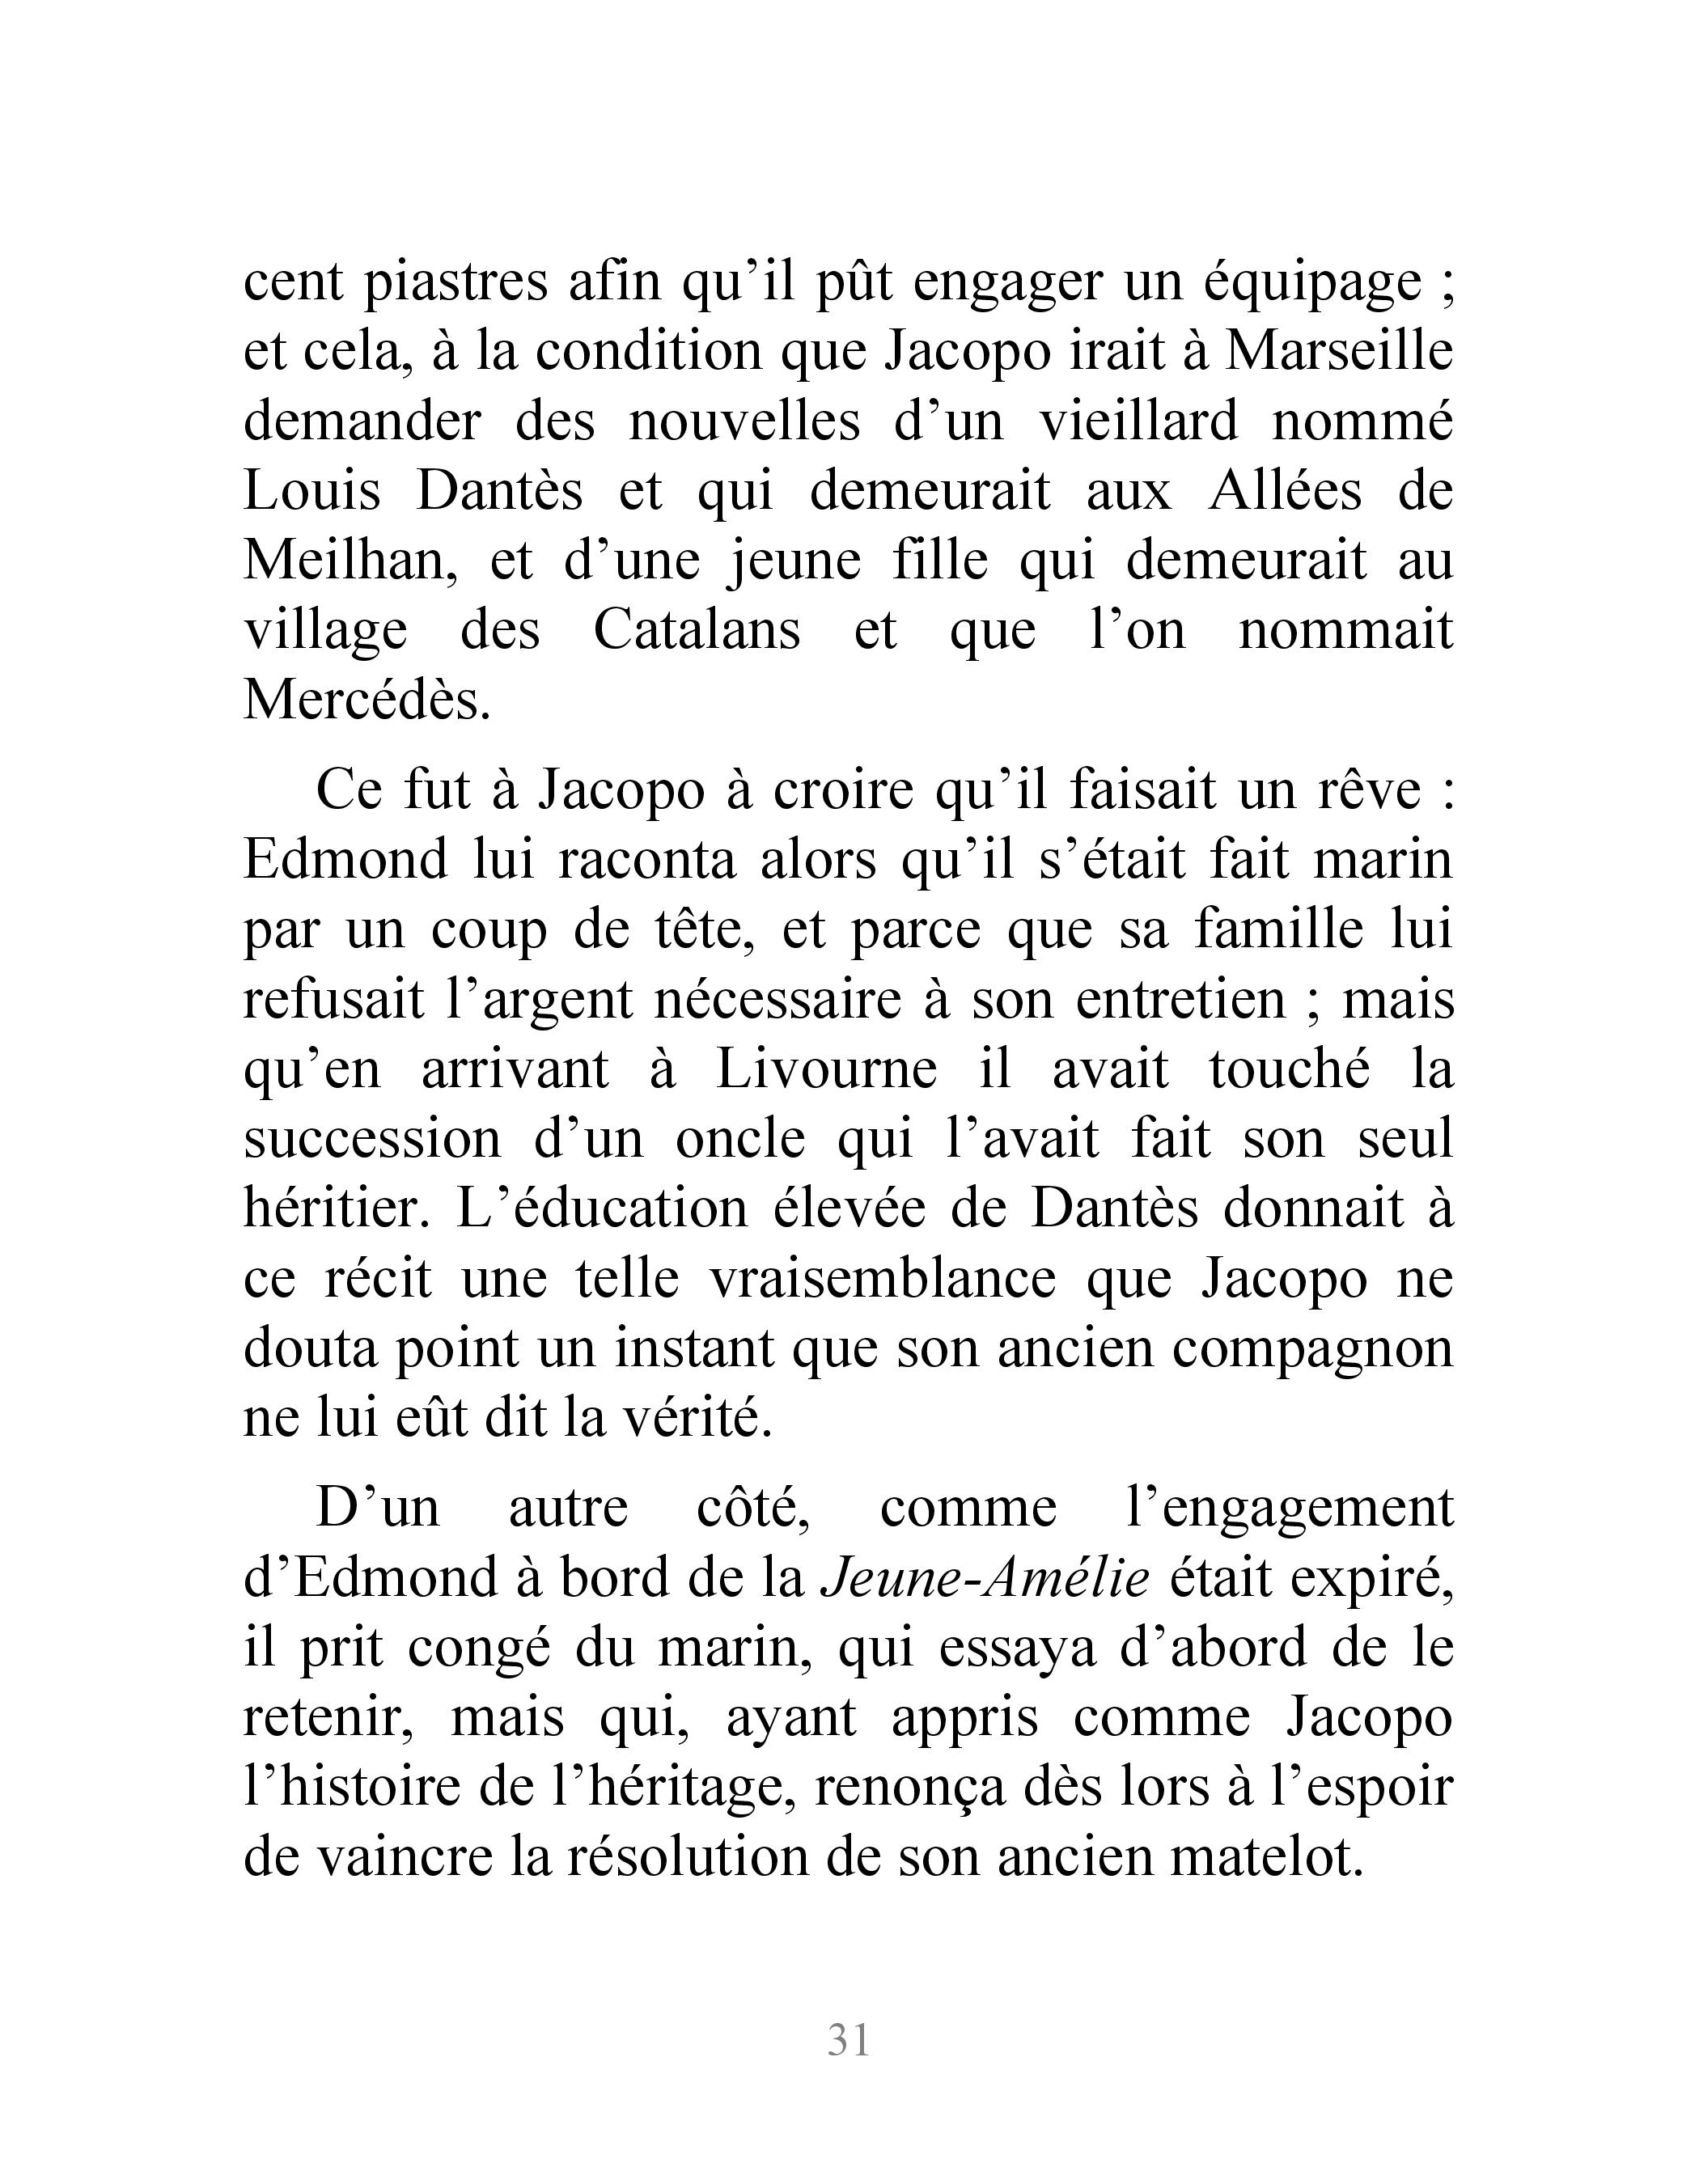 cent piastres afin qu’il pût engager un équipage ;
et cela, à la condition que Jacopo irait à Marseille
demander des nouvelles d’un vieillard nommé
Louis Dantès et qui demeurait aux Allées de
Meilhan, et d’une jeune fille qui demeurait au
village des Catalans et que l’on nommait
Mercédès.
Ce fut à Jacopo à croire qu’il faisait un rêve :
Edmond lui raconta alors qu’il s’était fait marin
par un coup de tête, et parce que sa famille lui
refusait l’argent nécessaire à son entretien ; mais
qu’en arrivant à Livourne il avait touché la
succession d’un oncle qui l’avait fait son seul
héritier. L’éducation élevée de Dantès donnait à
ce récit une telle vraisemblance que Jacopo ne
douta point un instant que son ancien compagnon
ne lui eût dit la vérité.
D’un autre côté, comme l’engagement
d’Edmond à bord de la Jeune-Amélie était expiré,
il prit congé du marin, qui essaya d’abord de le
retenir, mais qui, ayant appris comme Jacopo
l’histoire de l’héritage, renonça dès lors à l’espoir
de vaincre la résolution de son ancien matelot.
31